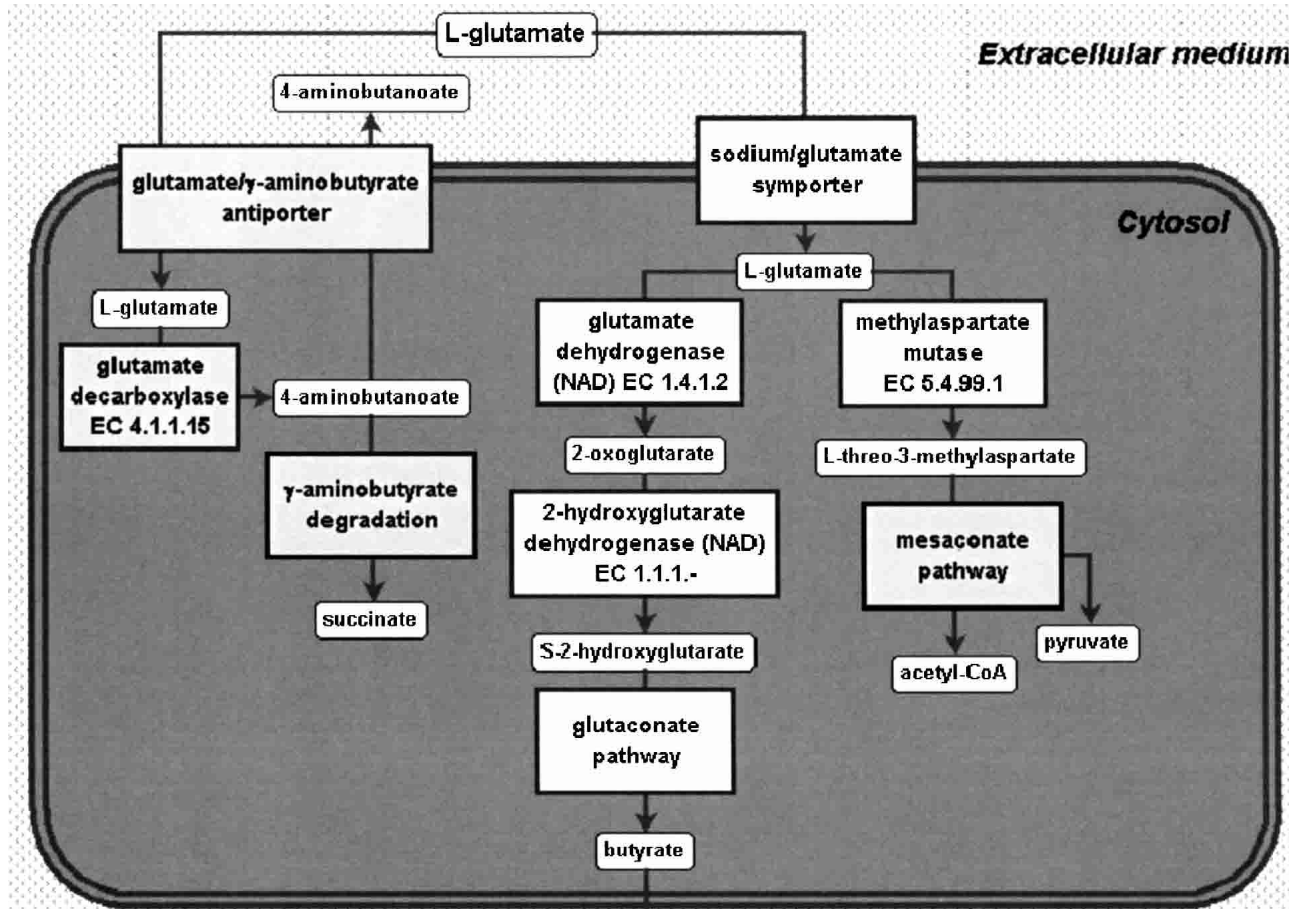 L-glutamate
Extracellular medium
4-aminobutanoate
glutamate/γ-aminobutyrate
antiporter
sodium/glutamate
symporter
Cytosol
L-glutamate
L-glutamate
glutamate
decarboxylase
EC 4.1.1.15
4-aminobutanoate
γ-aminobutyrate
degradation
succinate
glutamate
dehydrogenase
(NAD) EC 1.4.1.2
2-oxoglutarate
2-hydroxyglutarate
dehydrogenase (NAD)
EC 1.1.1.-
S-2-hydroxyglutarate
glutaconate
pathway
butyrate
methylaspartate
mutase
EC 5.4.99.1
L-threo-3-methylaspartate
mesaconate
pathway
pyruvate
acetyl-CoA